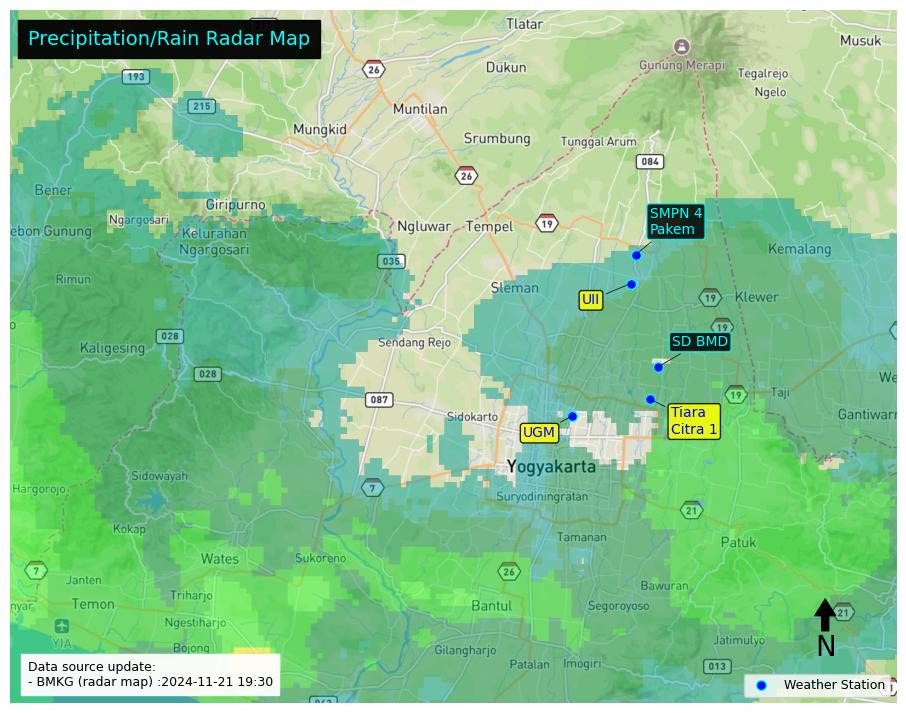 Precipitation/Rain Radar Map
Tlatar
Musuk
26
Dukun
Gunung Merapi
Tegalrejo
193
Ngelo
215
Muntilan
Mungkid
Srumbung
Tunggal Arum
084
26
Bener
Giripurno
SMPN 4
Pakem
Ngargosari
Ngluwar
Tempel
19
ebon Gunung
Kelurahan
Ngargosari
Kemalang
035
Rimun
Sleman
UII
19
Klewer
19
028
Sendang Rejo
SD BMD
Kaligesing
028
We
087
19
Taji
Sidokarto
UGM
Tiara
Citra 1
Gantiwarn
Yogyakarta
Sidowayah
7
Hargorojo
Suryodiningratan
21
Kokap
Tamanan
Patuk
Wates
Sukoreno
7
26
Janten
Bawuran
Triharjo
nyar
Temon
Bantul
Segoroyoso
21
Ngestiharjo
YIA
Bojong
Jatimulyo
N
Gilangharjo
Patalan
Imogiri
013
Data source update:
- BMKG (radar map) :2024-11-21 19:30
Weather Station